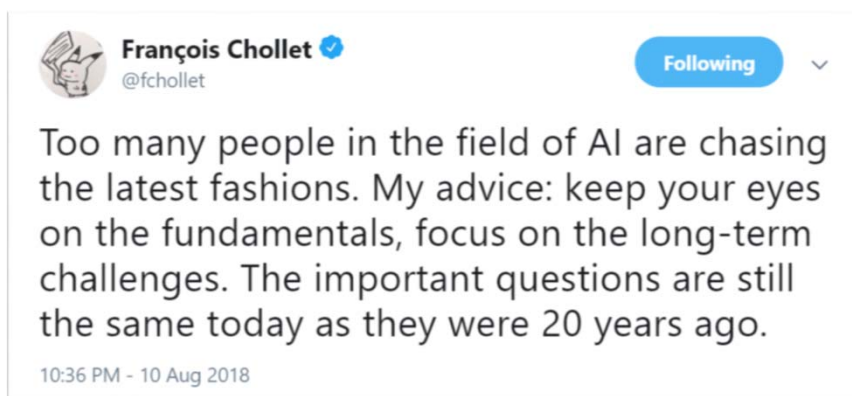 François Chollet
@fchollet
Following
Too many people in the field of AI are chasing
the latest fashions. My advice: keep your eyes
on the fundamentals, focus on the long-term
challenges. The important questions are still
the same today as they were 20 years ago.
10:36 PM - 10 Aug 2018